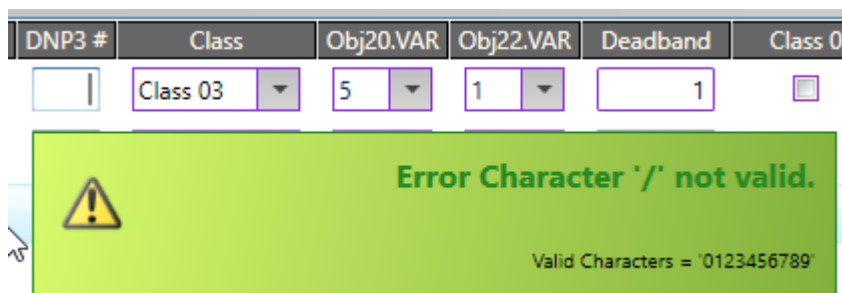 DNP3 # Class Obj20.VAR Obj22.VAR Deadband Class 0
Class 03 5 1 1
Error Character '/' not valid.
Valid Characters = '0123456789'